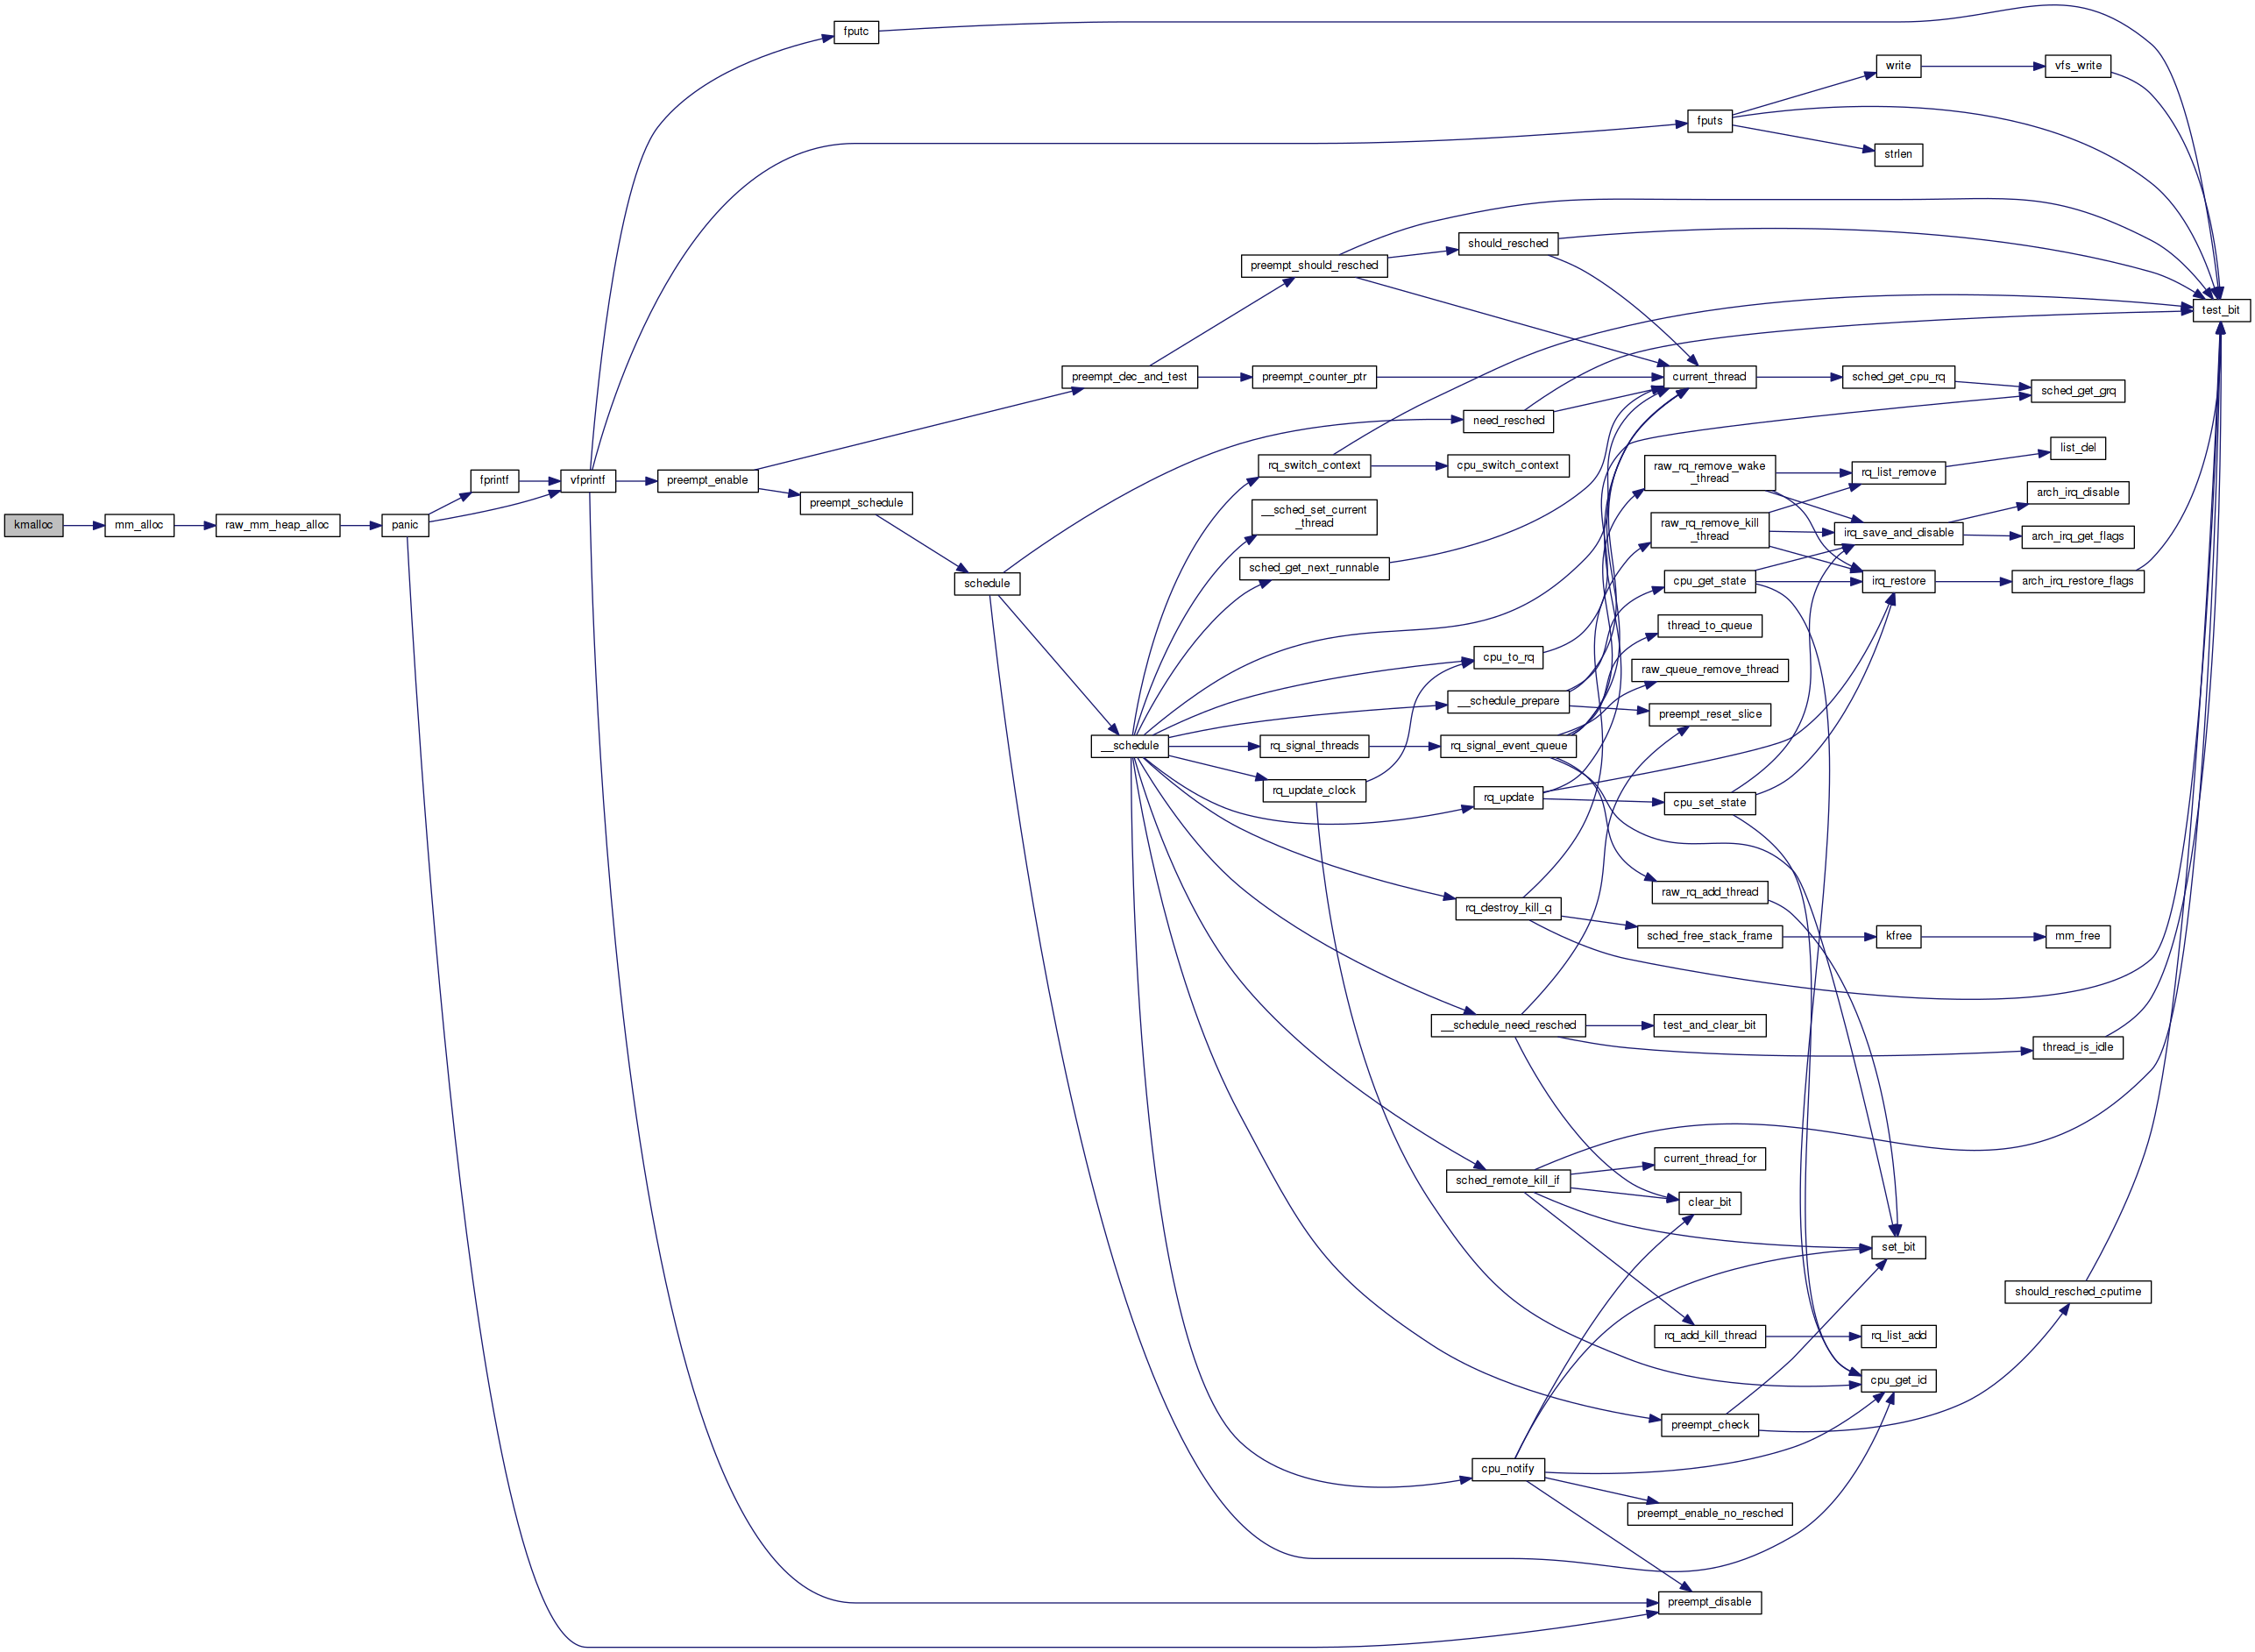 fputc
write
vfs_write
fputs
strlen
should_resched
preempt_should_resched
test_bit
preempt_dec_and_test
preempt_counter_ptr
current_thread
sched_get_cpu_rq
sched_get_grq
need_resched
list_del
rq_switch_context
cpu_switch_context
raw_rq_remove_wake
_thread
rq_list_remove
fprintf
vfprintf
preempt_enable
arch_irq_disable
preempt_schedule
__sched_set_current
_thread
raw_rq_remove_kill
_thread
kmalloc
mm_alloc
raw_mm_heap_alloc
panic
irq_save_and_disable
arch_irq_get_flags
sched_get_next_runnable
schedule
cpu_get_state
irq_restore
arch_irq_restore_flags
thread_to_queue
cpu_to_rq
raw_queue_remove_thread
__schedule_prepare
preempt_reset_slice
__schedule
rq_signal_threads
rq_signal_event_queue
rq_update_clock
rq_update
cpu_set_state
raw_rq_add_thread
rq_destroy_kill_q
sched_free_stack_frame
kfree
mm_free
__schedule_need_resched
test_and_clear_bit
thread_is_idle
current_thread_for
sched_remote_kill_if
clear_bit
set_bit
should_resched_cputime
rq_add_kill_thread
rq_list_add
cpu_get_id
preempt_check
cpu_notify
preempt_enable_no_resched
preempt_disable